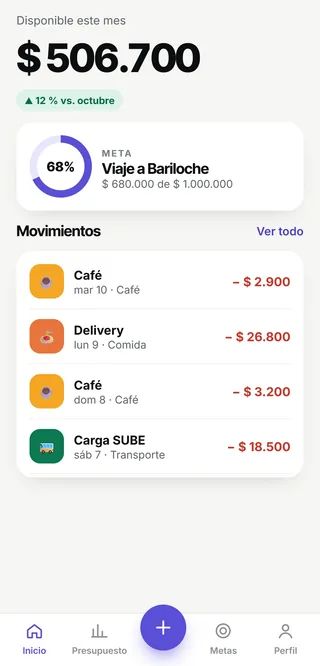 Disponible este mes
$ 506.700
▲ 12 % vs. octubre
68%
META
Viaje a Bariloche
$ 680.000 de $ 1.000.000
Movimientos
Ver todo
Café
mar 10 · Café
− $ 2.900
Delivery
lun 9 · Comida
− $ 26.800
Café
dom 8 · Café
− $ 3.200
Carga SUBE
sáb 7 · Transporte
− $ 18.500
Inicio
Presupuesto
Metas
Perfil